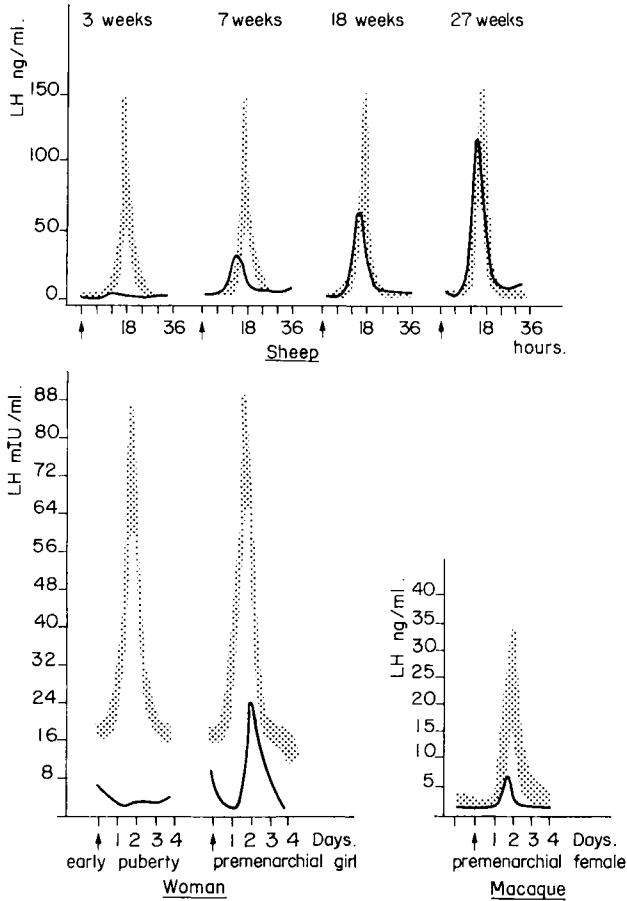 3 weeks 7 weeks 18 weeks 27 weeks
LH ng/ml.
150
100
50
0
18 36 18 36 18 36 18 36
Sheep hours.
LH mIU/ml.
88
80
72
64
56
48
40
32
24
16
8
1 2 3 4 1 2 3 4 Days.
early puberty premenarchial girl
Woman
LH ng/ml.
40
35
30
25
20
15
10
5
1 2 3 4 Days.
premenarchial female
Macaque